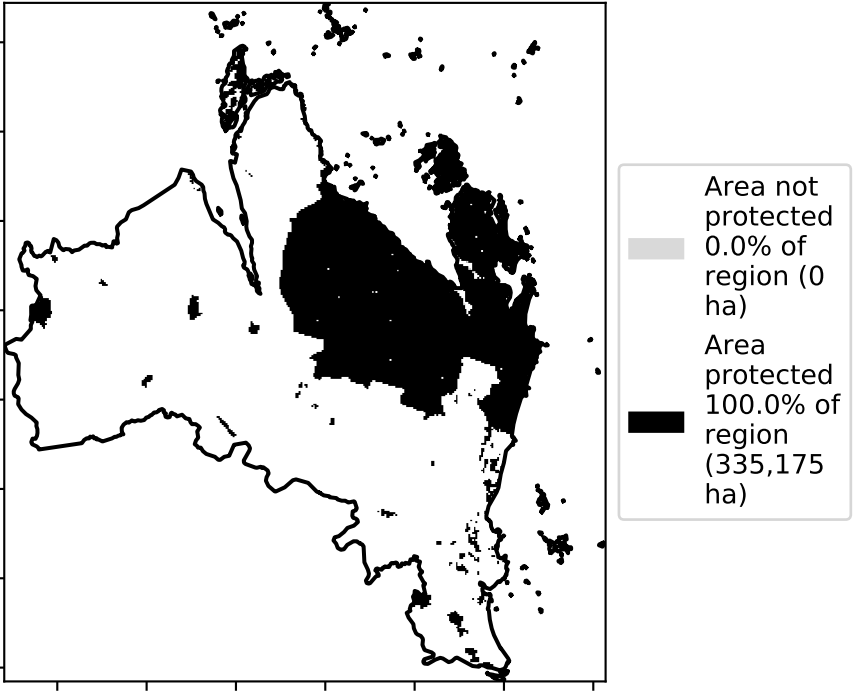 Area not
protected
0.0% of
region (0
ha)
Area
protected
100.0% of
region
(335,175
ha)